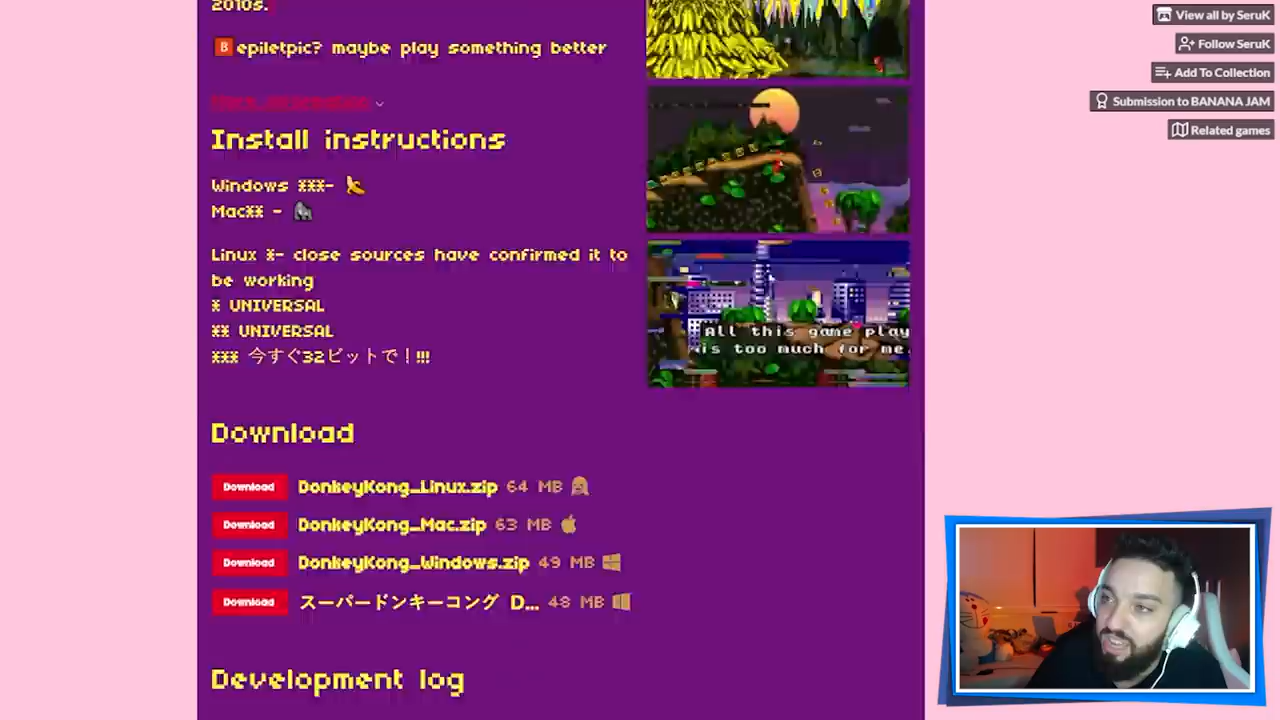 2010s.
View all by SeruK
Follow SeruK
Add To Collection
Submission to BANANA JAM
Related games
B epiletpic? maybe play something better
More information
Install instructions
Windows ***-
Mac** -
Linux *- close sources have confirmed it to
be working
* UNIVERSAL
** UNIVERSAL
*** 今すぐ32ビットで!!!!
All this game play
is too much for me.
Download
Download DonkeyKong_Linux.zip 64 MB
Download DonkeyKong_Mac.zip 63 MB
Download DonkeyKong_Windows.zip 49 MB
Download スーパードンキーコング D... 48 MB
Development log